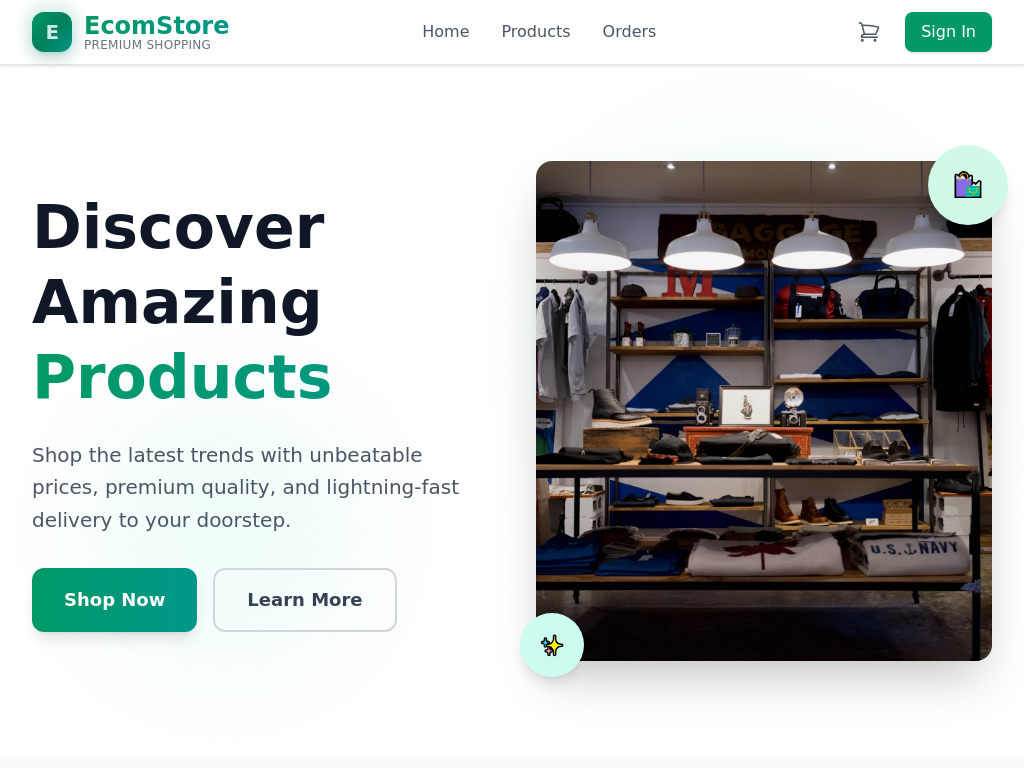 E
EcomStore
PREMIUM SHOPPING
Home
Products
Orders
Sign In
Discover
Amazing
Products
Shop the latest trends with unbeatable
prices, premium quality, and lightning-fast
delivery to your doorstep.
Shop Now
Learn More
BAGGAGE
M
U.S. NAVY